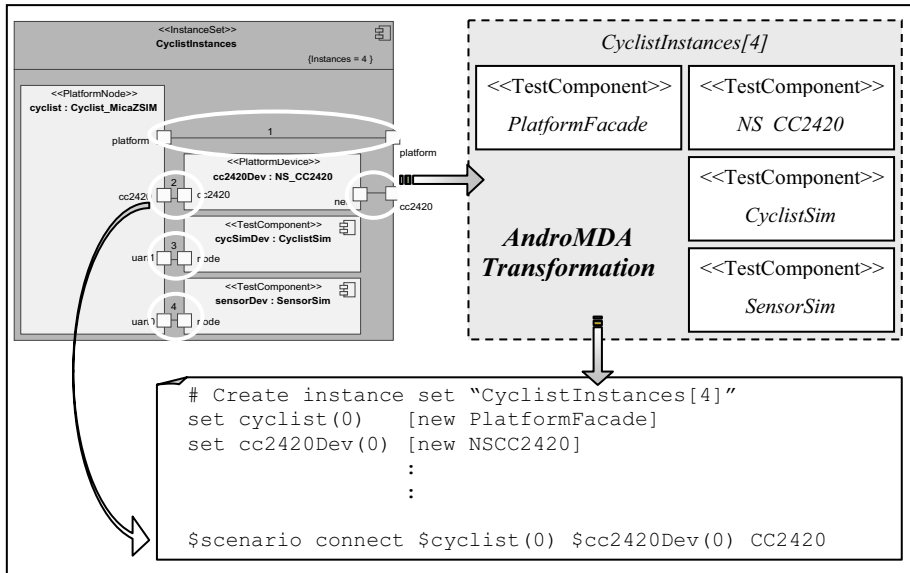 <<InstanceSet>>
CyclistInstances
{Instances = 4 }
<<PlatformNode>>
cyclist : Cyclist_MicaZSIM
platform
1
platform
<<PlatformDevice>>
cc2420Dev : NS_CC2420
cc2420
2
cc2420
cc2420
<<TestComponent>>
cycSimDev : CyclistSim
uart1
3
node
<<TestComponent>>
sensorDev : SensorSim
uart0
4
node
CyclistInstances[4]
<<TestComponent>>
PlatformFacade
<<TestComponent>>
NS CC2420
<<TestComponent>>
CyclistSim
<<TestComponent>>
SensorSim
AndroMDA
Transformation
# Create instance set “CyclistInstances[4]”
set cyclist(0) [new PlatformFacade]
set cc2420Dev(0) [new NSCC2420]
:
:
$scenario connect $cyclist(0) $cc2420Dev(0) CC2420